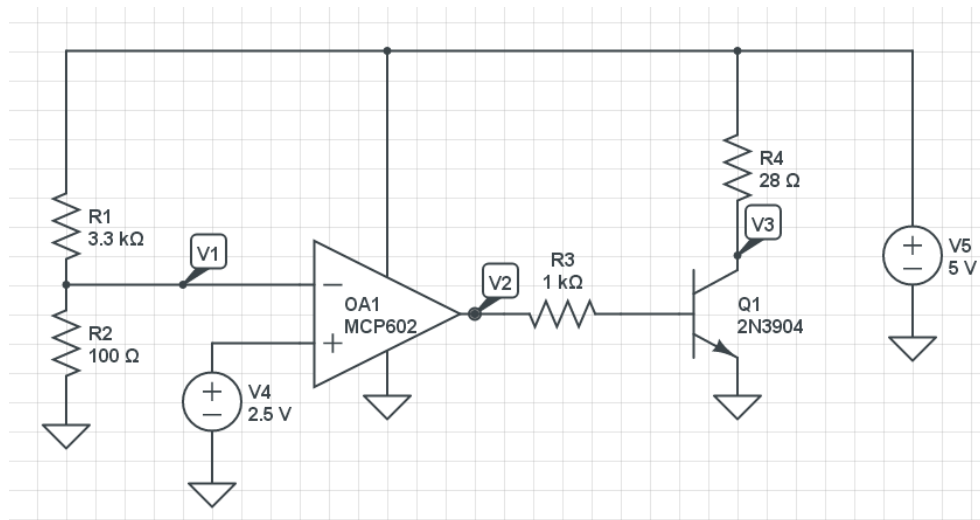 R4
28 Ω
V3
R1
3.3 kΩ
V1
R3
1 kΩ
V5
5 V
V2
OA1
MCP602
Q1
2N3904
R2
100 Ω
V4
2.5 V